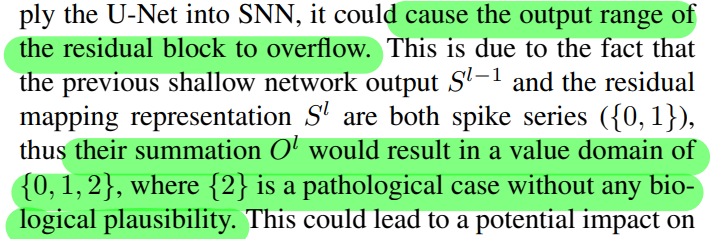 ply the U-Net into SNN, it could cause the output range of
the residual block to overflow. This is due to the fact that
the previous shallow network output S^{l−1} and the residual
mapping representation S^l are both spike series ({0, 1}),
thus their summation O^l would result in a value domain of
{0, 1, 2}, where {2} is a pathological case without any bio-
logical plausibility. This could lead to a potential impact on